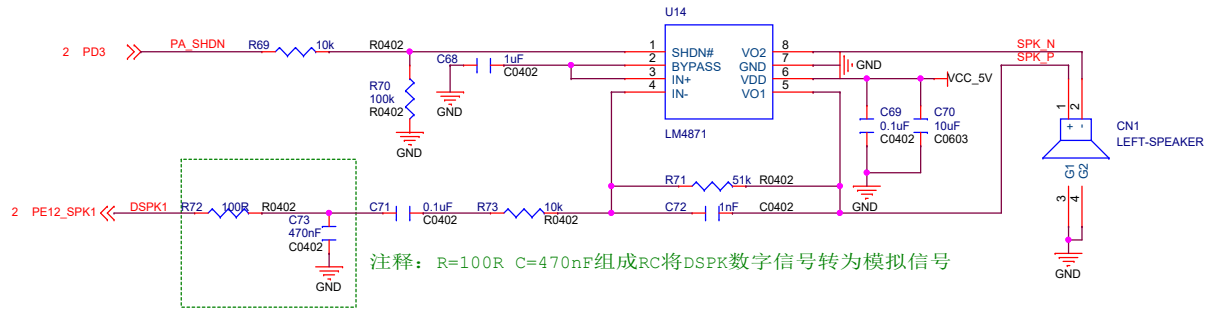 U14
2 PD3 PA_SHDN R69 10k R0402
1 SHDN# VO2 8 SPK_N
C68 1uF C0402 2 BYPASS GND 7 GND SPK_P
3 IN+ VDD 6 VCC_5V
4 IN- VO1 5
R70
100k
R0402
GND
GND
LM4871
C69
0.1uF
C0402
C70
10uF
C0603
1 2
+ -
CN1
LEFT-SPEAKER
G1 G2
3 4
R71 51k R0402
GND
2 PE12_SPK1 DSPK1 R72 100R R0402 C71 0.1uF C0402 R73 10k R0402 C72 1nF C0402
C73
470nF
C0402
GND
注释：R=100R C=470nF组成RC将DSPK数字信号转为模拟信号
GND